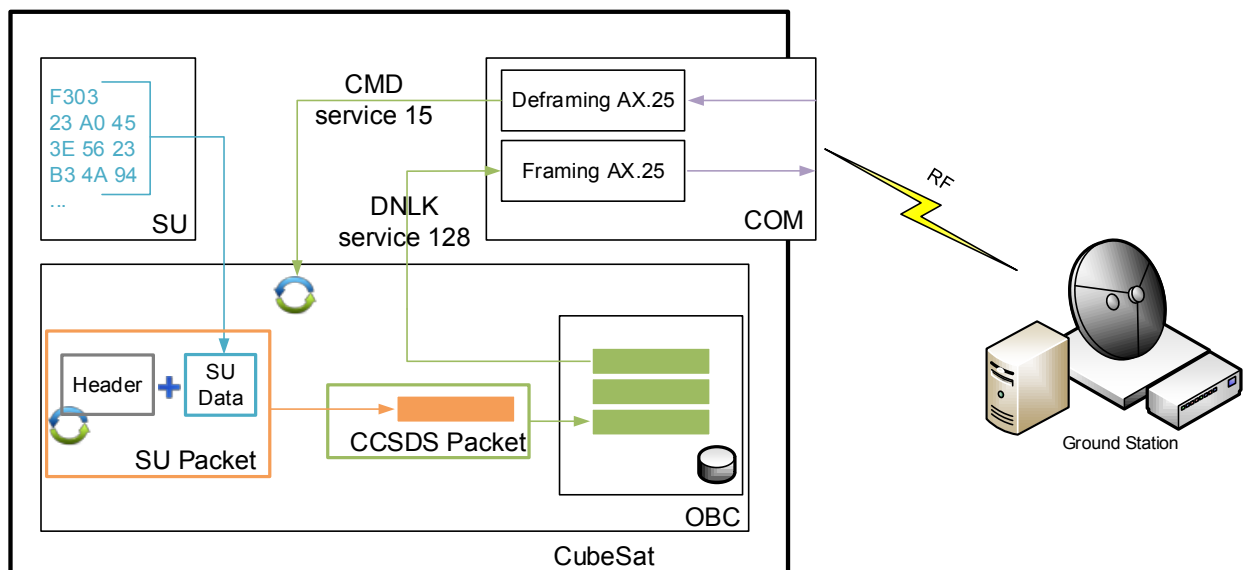 F303
23 A0 45
3E 56 23
B3 4A 94
...
SU
CMD
service 15
Deframing AX.25
Framing AX.25
COM
DNLK
service 128
RF
Header
SU
Data
SU Packet
CCSDS Packet
OBC
CubeSat
Ground Station